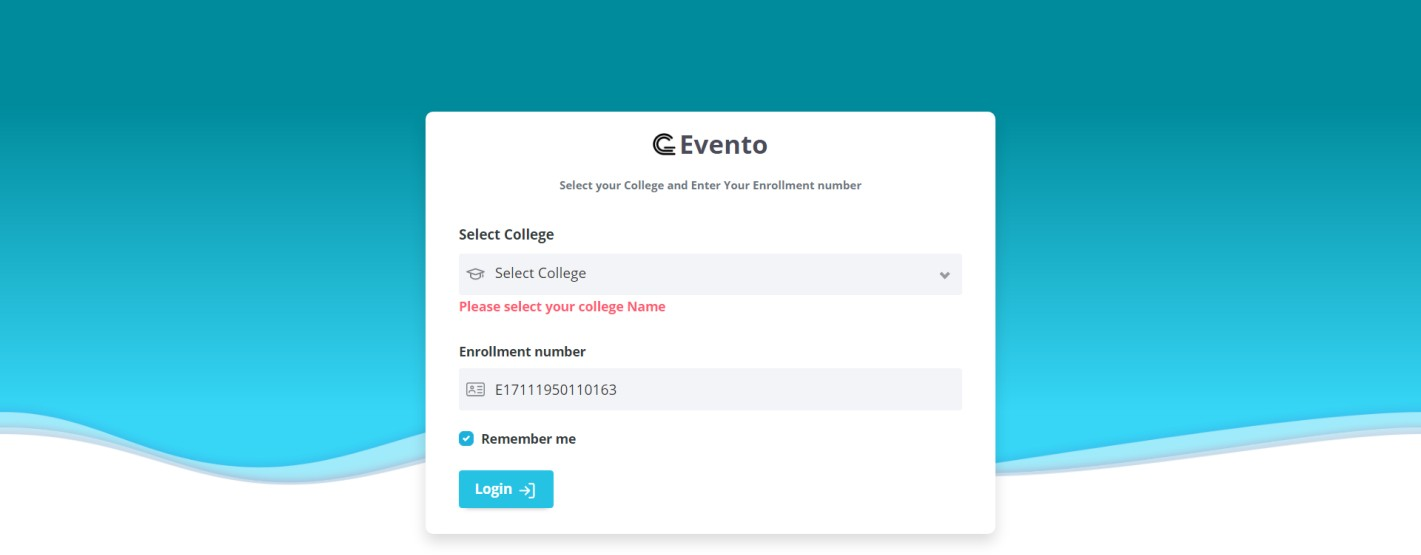 Evento
Select your College and Enter Your Enrollment number
Select College
Select College
Please select your college Name
Enrollment number
E17111950110163
Remember me
Login